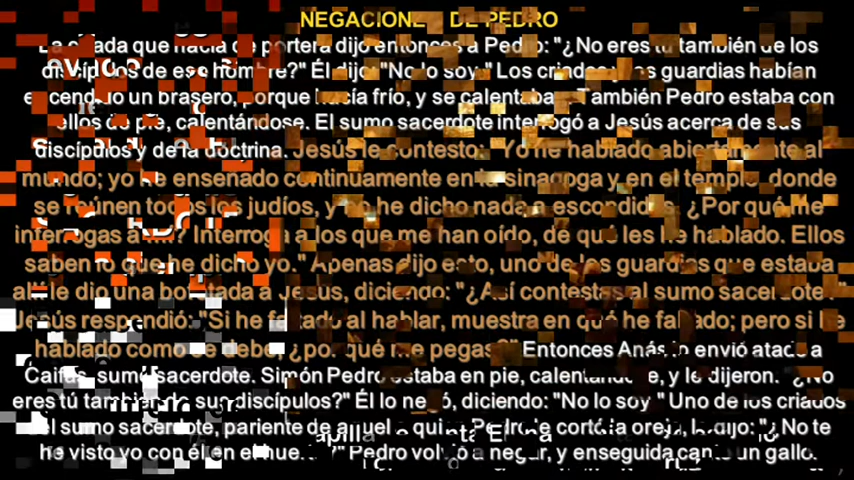 NEGACIONE DE PEDRO
La criada que hacía de portera dijo entonces a Pedro: "¿No eres tú también de los
discípulos de ese hombre?" Él dijo: "No lo soy." Los criados y los guardias habían
encendido un brasero, porque hacía frío, y se calentaban. También Pedro estaba con
ellos de pie, calentándose. El sumo sacerdote interrogó a Jesús acerca de sus
discípulos y de la doctrina. Jesús le contestó: "Yo he hablado abiertamente al
mundo; yo he enseñado continuamente en la sinagoga y en el templo, donde
se reúnen todos los judíos, y no he dicho nada a escondidas. ¿Por qué me
interrogas a mí? Interroga a los que me han oído, de qué les he hablado. Ellos
saben lo que he dicho yo." Apenas dijo esto, uno de los guardias que estaba
allí le dio una bofetada a Jesús, diciendo: "¿Así contestas al sumo sacerdote?"
Jesús respondió: "Si he faltado al hablar, muestra en qué he faltado; pero si he
hablado como se debe, ¿por qué me pegas?" Entonces Anás lo envió atado a
Caifás, sumo sacerdote. Simón Pedro estaba en pie, calentándose, y le dijeron: "¿No
eres tú también de sus discípulos?" Él lo negó, diciendo: "No lo soy." Uno de los criados
del sumo sacerdote, pariente de aquel a quien Pedro le cortó la oreja, le dijo: "¿No te
he visto yo con él en el huerto?" Pedro volvió a negar, y enseguida cantó un gallo.